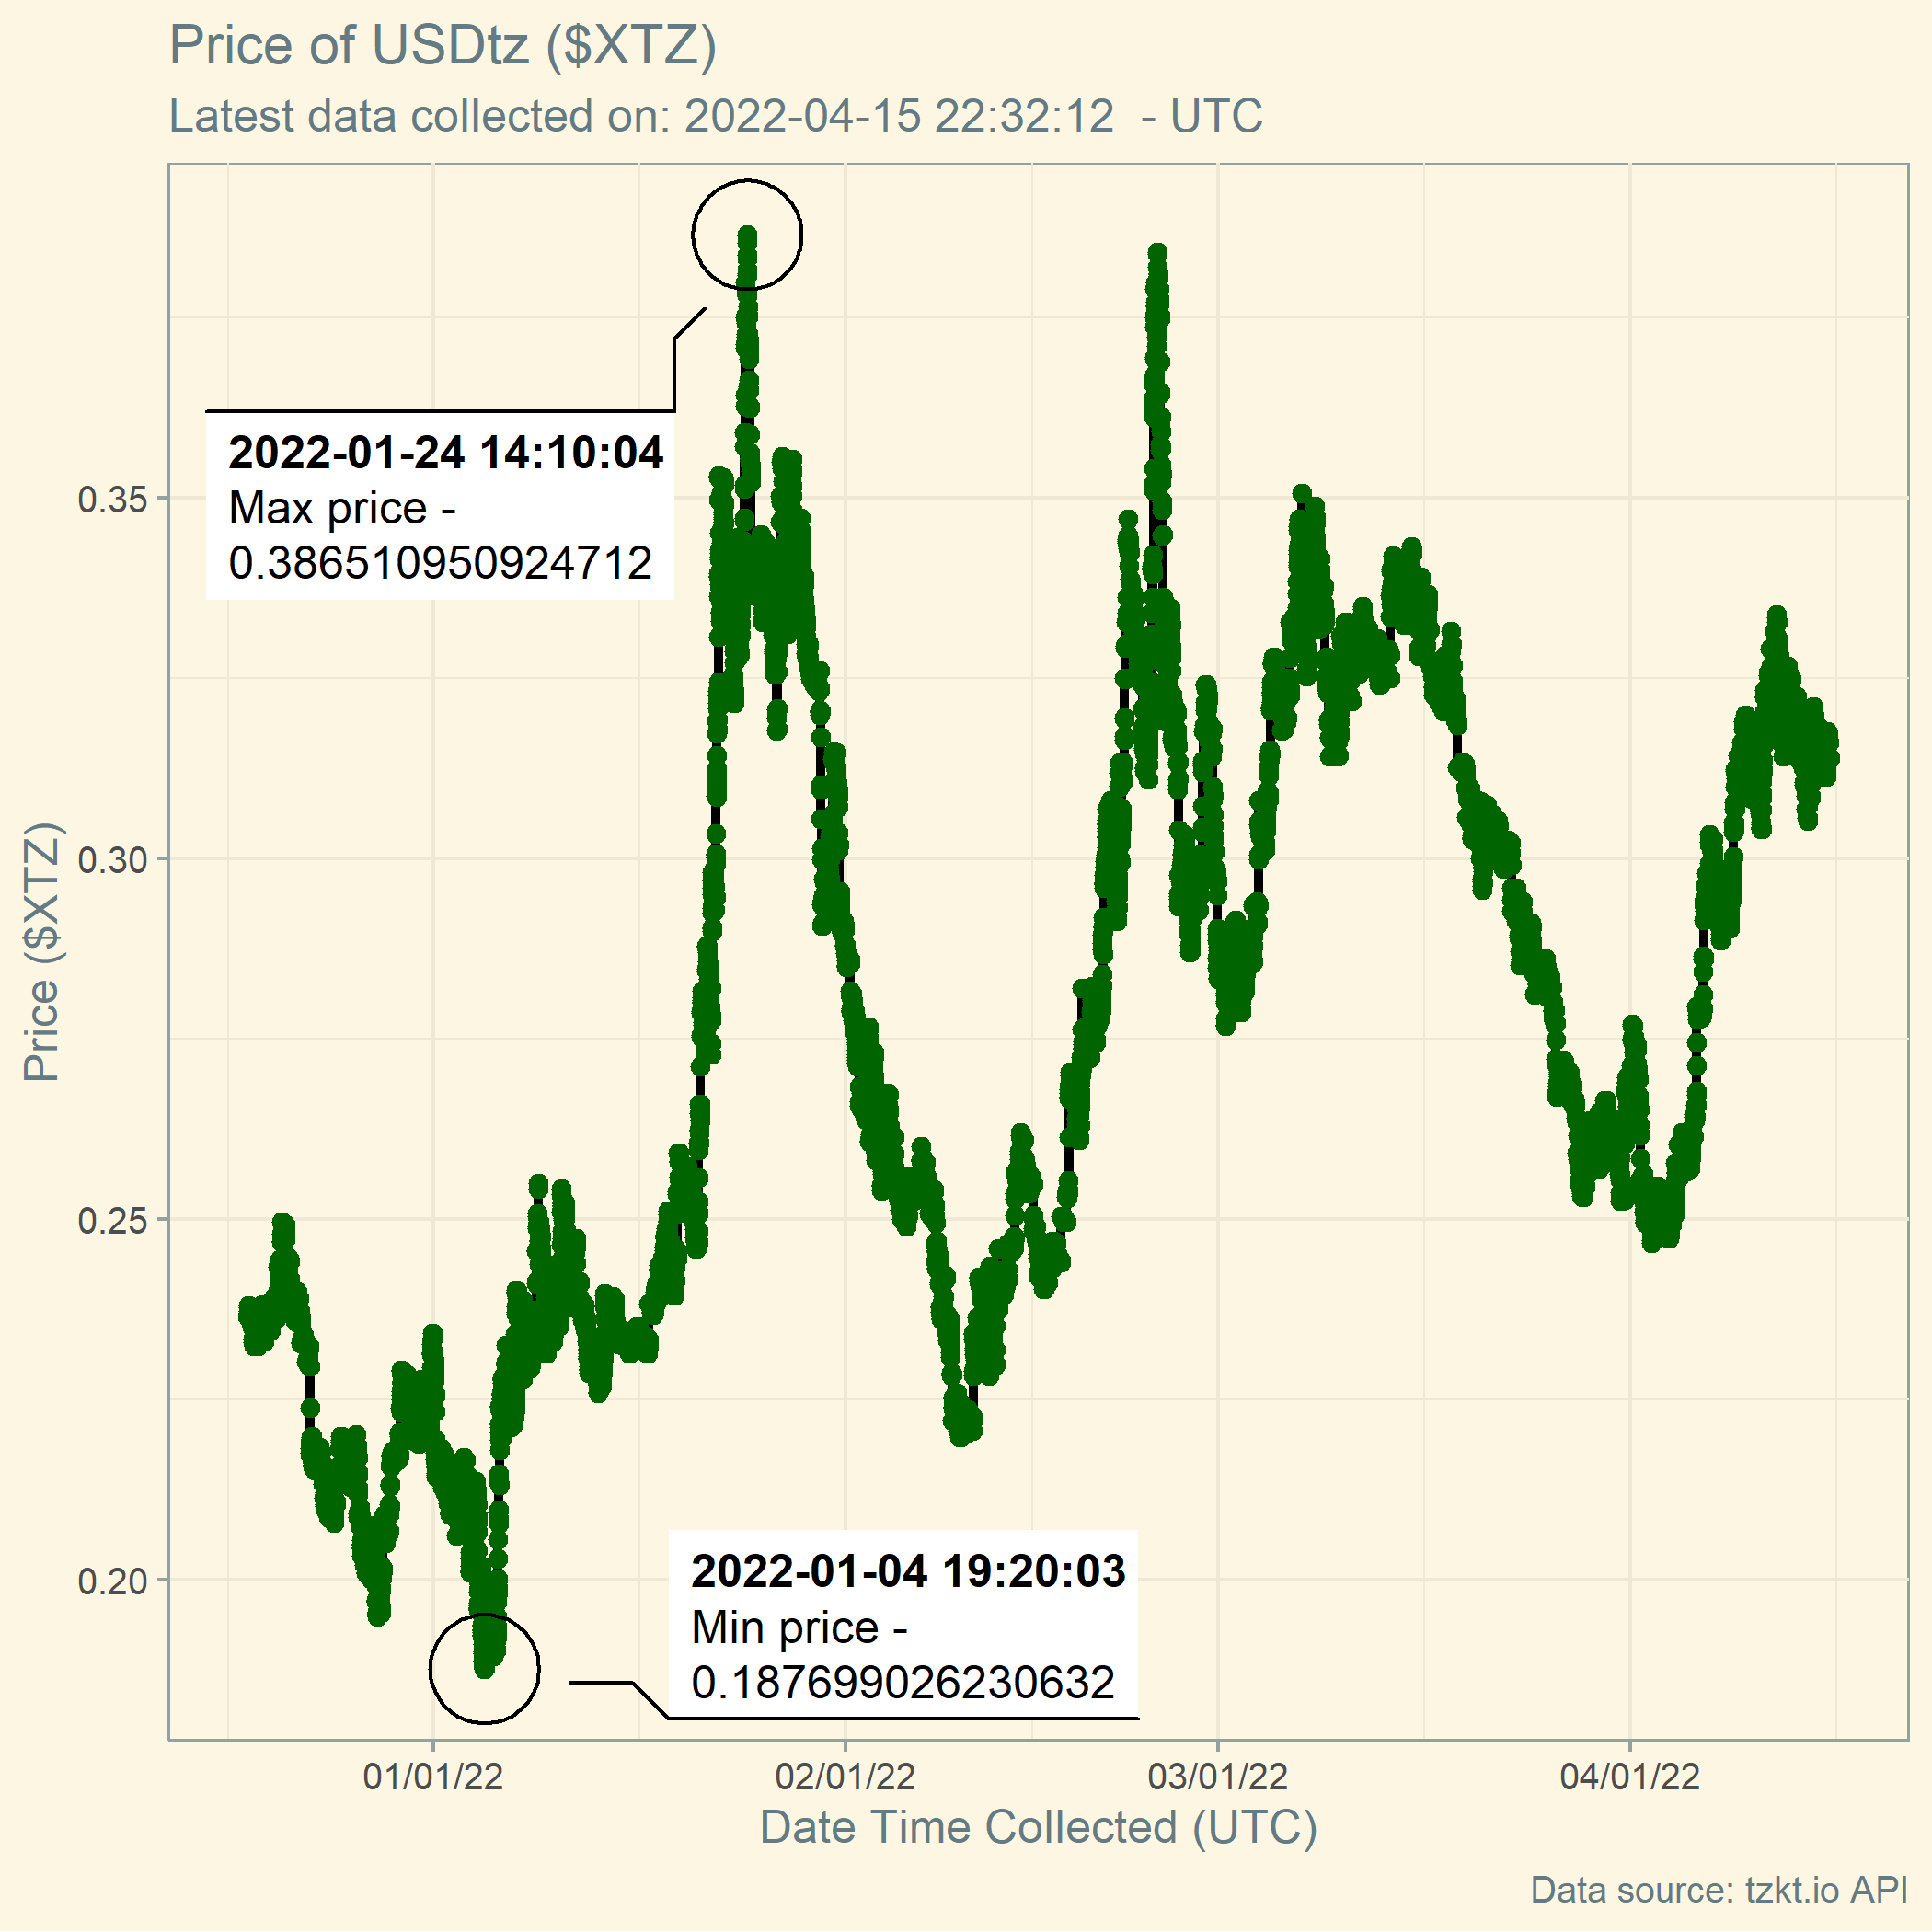 Price of USDtz ($XTZ)
Latest data collected on: 2022-04-15 22:32:12  - UTC
2022-01-24 14:10:04
Max price -
0.386510950924712
0.35
0.30
0.25
0.20
Price ($XTZ)
2022-01-04 19:20:03
Min price -
0.187699026230632
01/01/22
02/01/22
03/01/22
04/01/22
Date Time Collected (UTC)
Data source: tzkt.io API